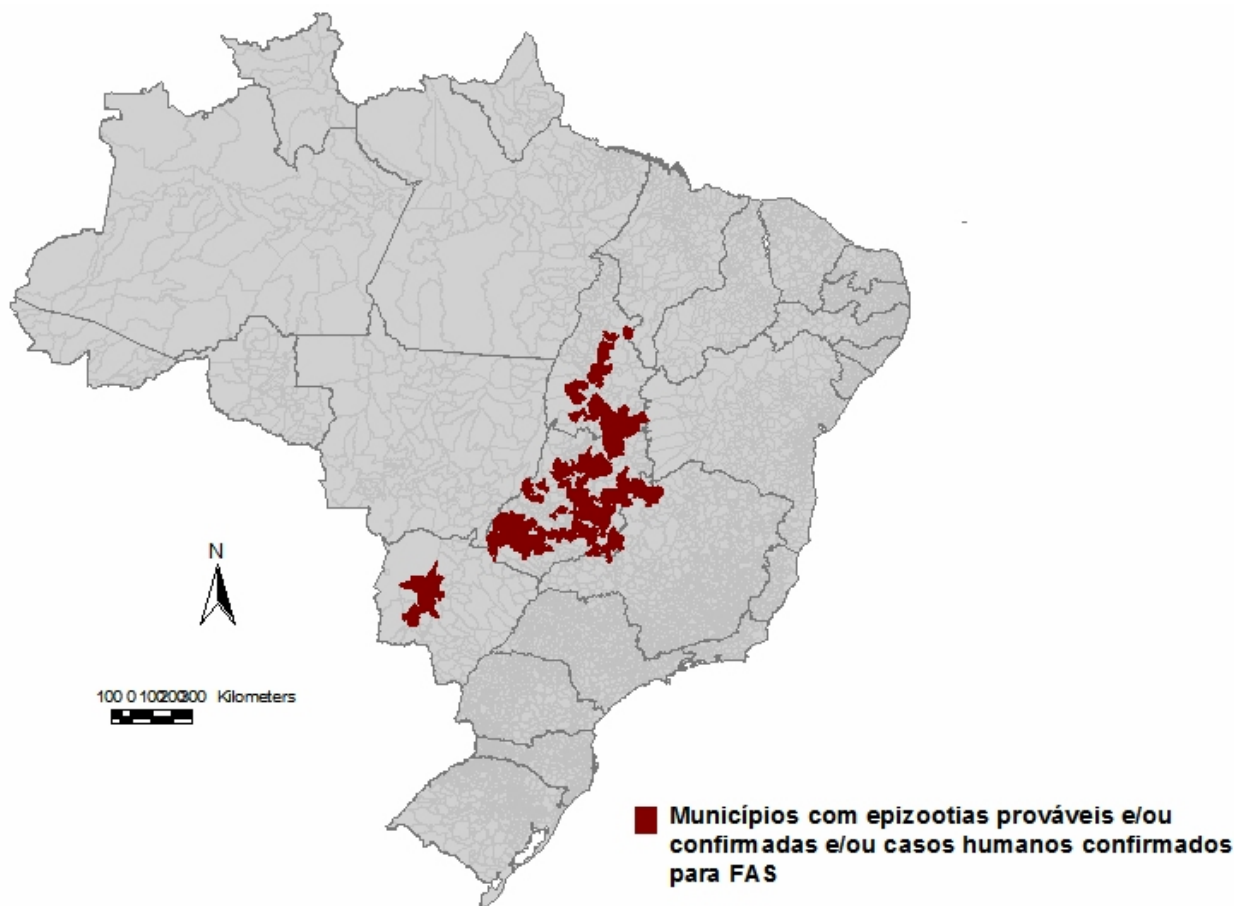 N
100 0 100200300 Kilometers
Municípios com epizootias prováveis e/ou
confirmadas e/ou casos humanos confirmados
para FAS